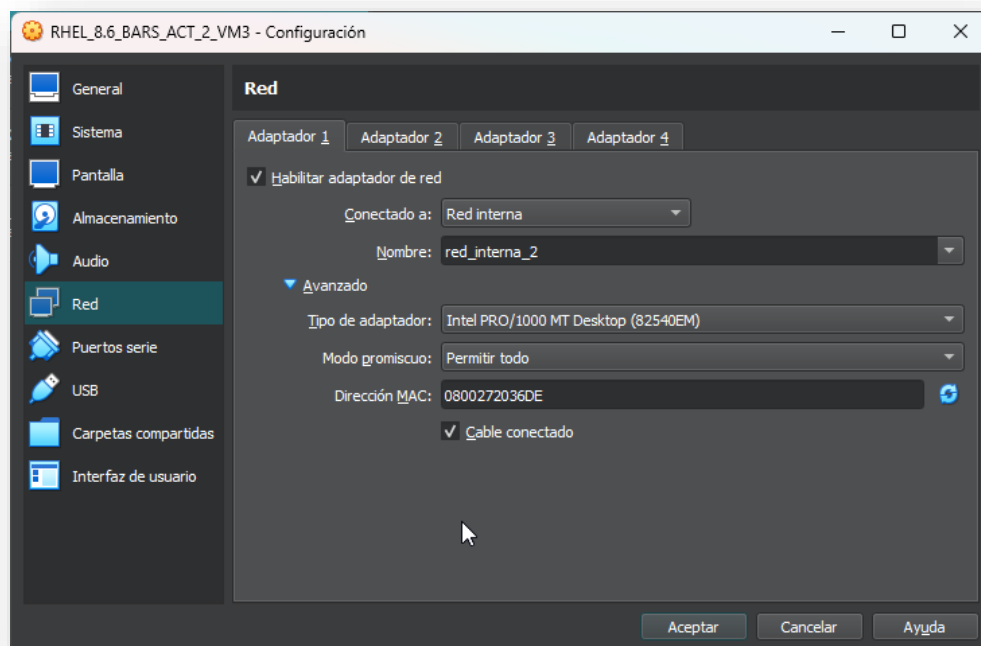 RHEL_8.6_BARS_ACT_2_VM3 - Configuración
General
Sistema
Pantalla
Almacenamiento
Audio
Red
Puertos serie
USB
Carpetas compartidas
Interfaz de usuario
Red
Adaptador 1 Adaptador 2 Adaptador 3 Adaptador 4
Habilitar adaptador de red
Conectado a: Red interna
Nombre: red_interna_2
Avanzado
Tipo de adaptador: Intel PRO/1000 MT Desktop (82540EM)
Modo promiscuo: Permitir todo
Dirección MAC: 0800272036DE
Cable conectado
Aceptar Cancelar Ayuda